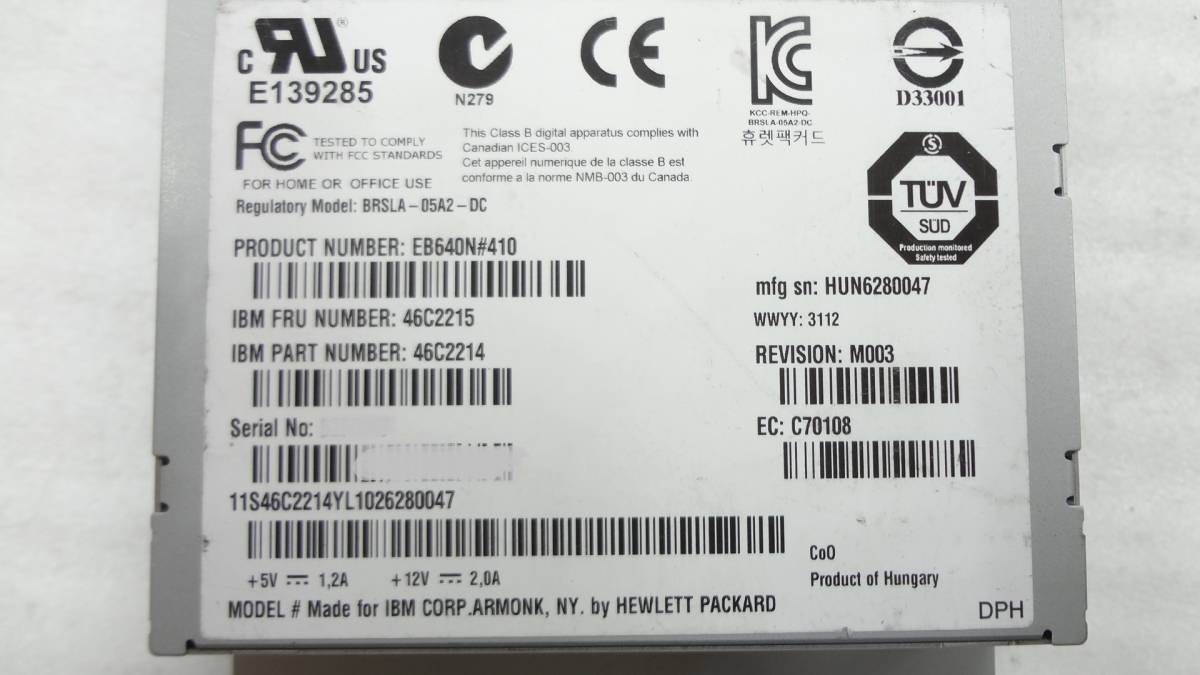 C UL US ®
E139285
N279
CE
KC
KCC-REM-HPQ-
BRSLA-05A2-DC
휴렛팩커드
D33001
FC
TESTED TO COMPLY
WITH FCC STANDARDS
FOR HOME OR OFFICE USE
This Class B digital apparatus complies with
Canadian ICES-003.
Cet appareil numerique de la classe B est
conforme a la norme NMB-003 du Canada.
Regulatory Model: BRSLA-05A2-DC
S
TÜV
SÜD
Production monitored
Safety tested
PRODUCT NUMBER: EB640N#410
mfg sn: HUN6280047
IBM FRU NUMBER: 46C2215
WWYY: 3112
IBM PART NUMBER: 46C2214
REVISION: M003
Serial No:
EC: C70108
11S46C2214YL1026280047
CoO
+5V ⎓ 1,2A +12V ⎓ 2,0A
Product of Hungary
MODEL # Made for IBM CORP.ARMONK, NY. by HEWLETT PACKARD
DPH